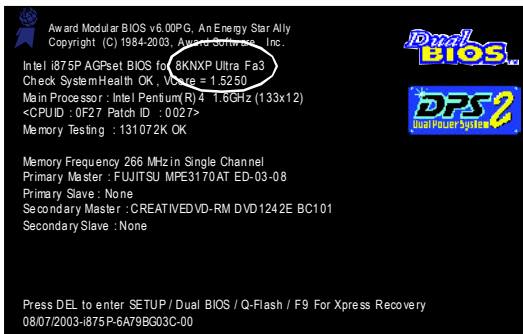 Award Modular BIOS v6.00PG, An Energy Star Ally
Copyright (C) 1984-2003, Award Software, Inc.
Dual BIOS
Intel i875P AGPset BIOS for 8KNXP Ultra Fa3
Check System Health OK , VCore = 1.5250
Main Processor : Intel Pentium(R) 4 1.6GHz (133x12)
<CPUID : 0F27 Patch ID : 0027>
Memory Testing : 131072K OK
DPS2
Dual Power System
Memory Frequency 266 MHz in Single Channel
Primary Master : FUJITSU MPE3170AT ED-03-08
Primary Slave : None
Secondary Master : CREATIVEDVD-RM DVD1242E BC101
Secondary Slave : None
Press DEL to enter SETUP / Dual BIOS / Q-Flash / F9 For Xpress Recovery
08/07/2003-i875P-6A79BG03C-00